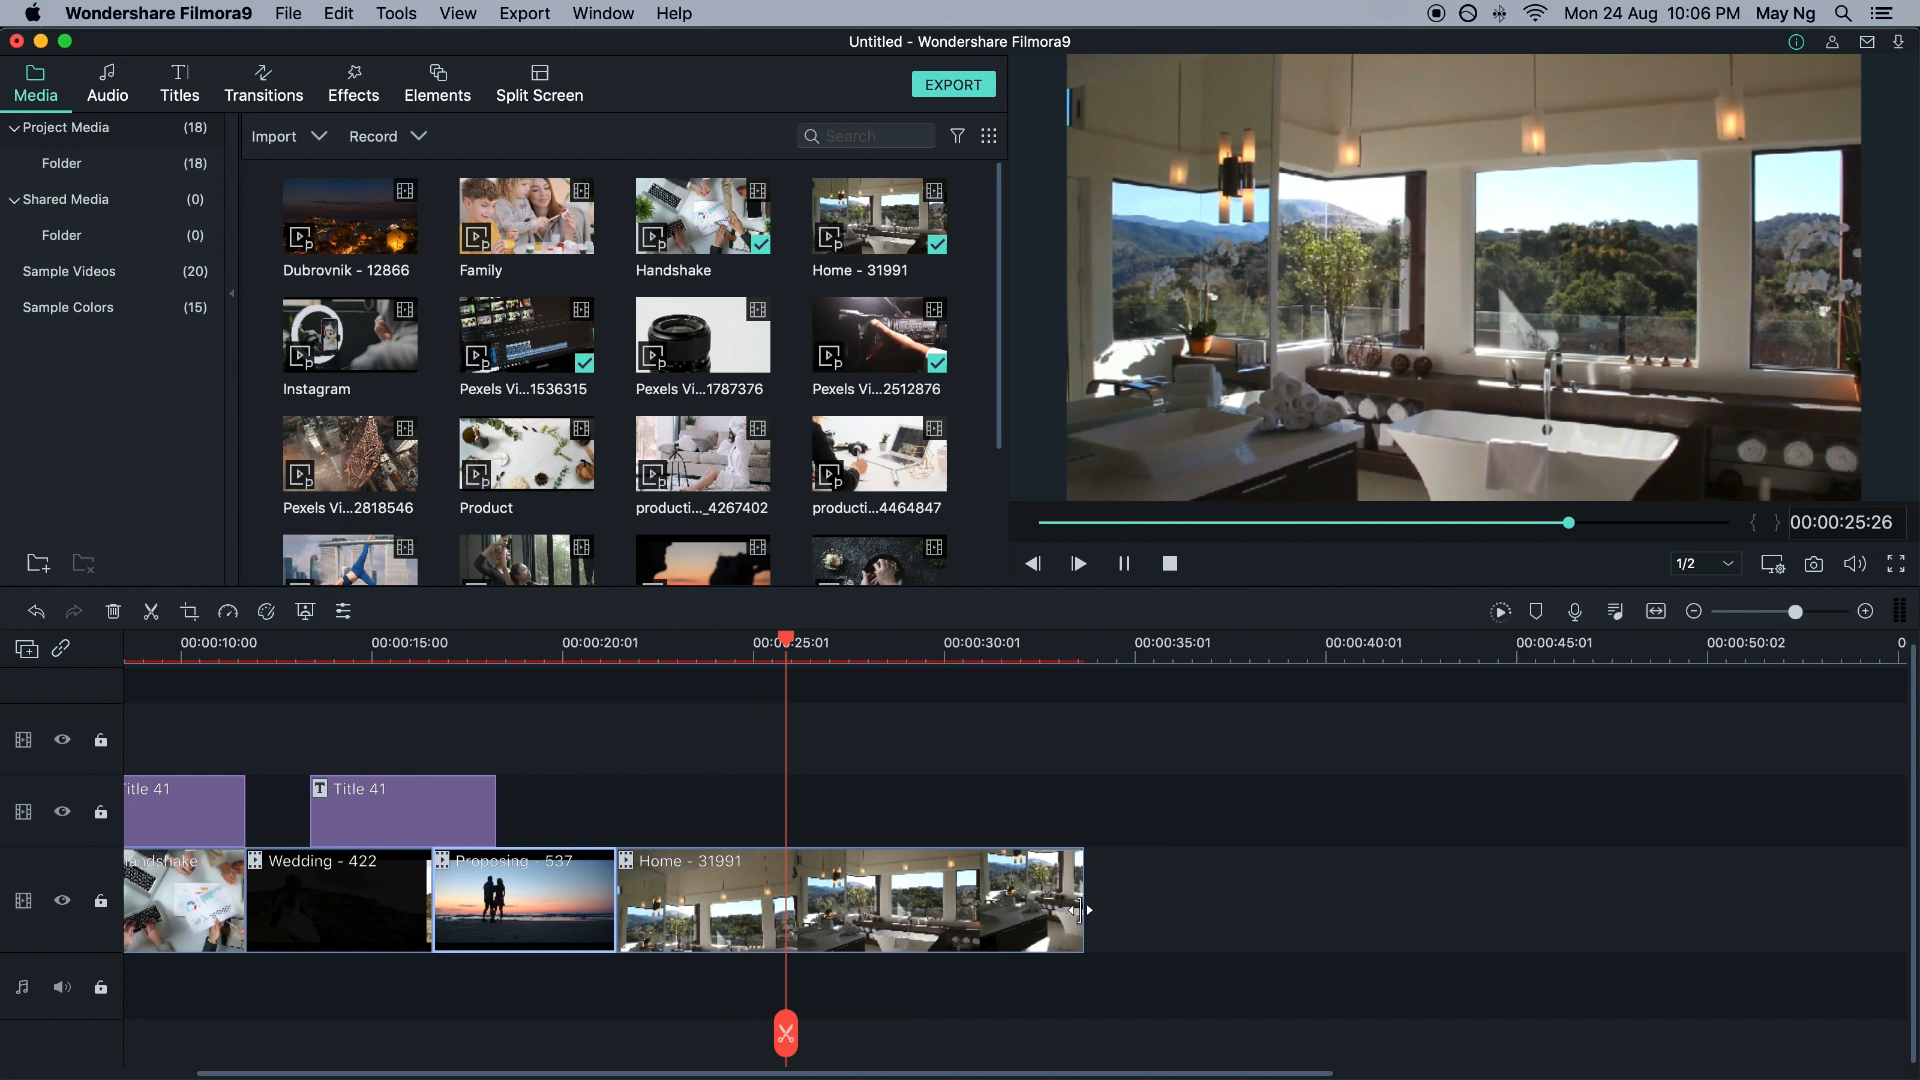 Wondershare Filmora9 File Edit Tools View Export Window Help Mon 24 Aug 10:06 PM May Ng
Untitled - Wondershare Filmora9
Media Audio Titles Transitions Effects Elements Split Screen EXPORT
Project Media (18)
Folder (18)
Shared Media (0)
Folder (0)
Sample Videos (20)
Sample Colors (15)
Import Record Search
Dubrovnik - 12866 Family Handshake Home - 31991
Instagram Pexels Vi...1536315 Pexels Vi...1787376 Pexels Vi...2512876
Pexels Vi...2818546 Product producti..._4267402 producti...4464847
00:00:25:26
1/2
00:00:10:00 00:00:15:00 00:00:20:01 00:00:25:01 00:00:30:01 00:00:35:01 00:00:40:01 00:00:45:01 00:00:50:02 0
itle 41 T Title 41
andshake Wedding - 422 Proposing - 537 Home - 31991